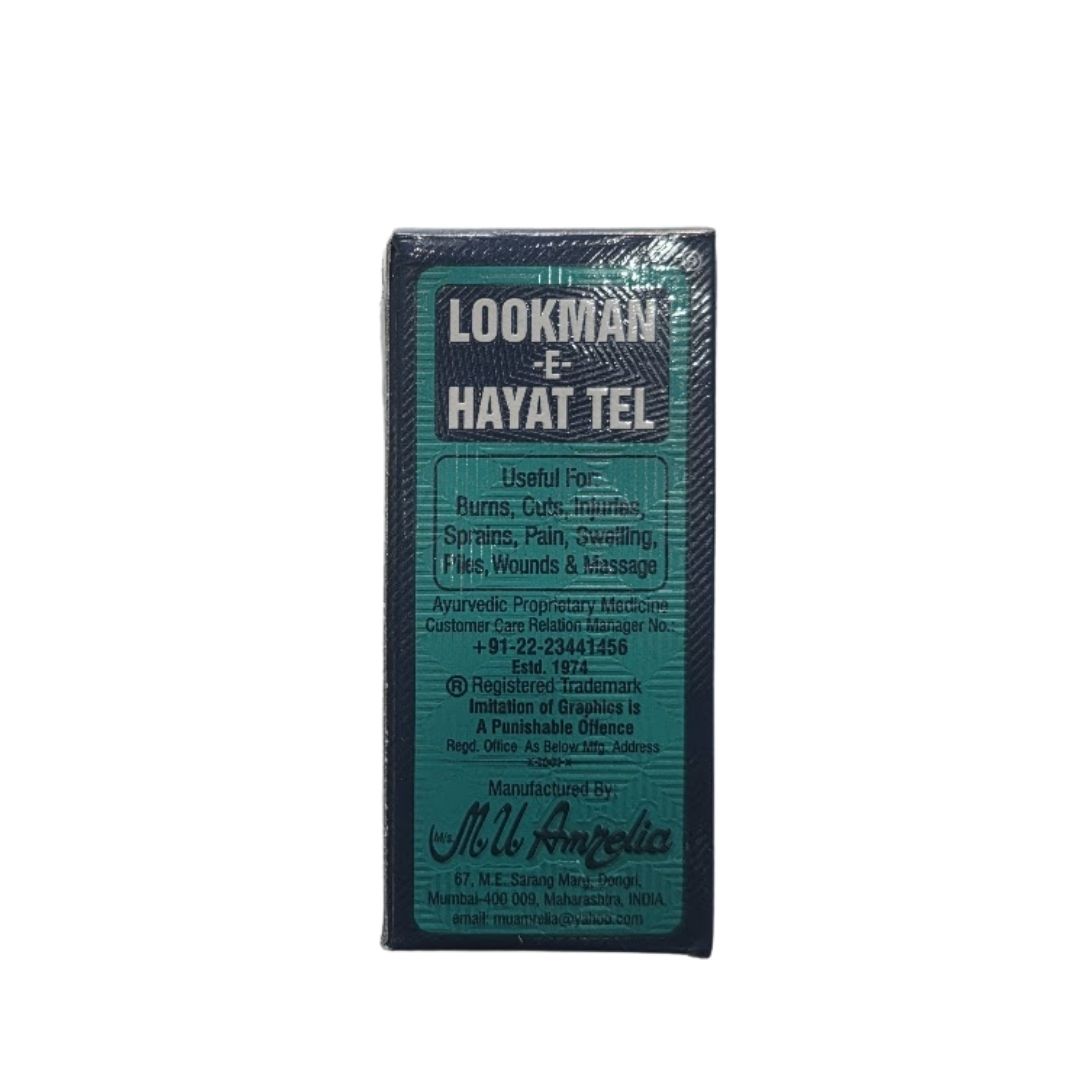 LOOKMAN
-E-
HAYAT TEL
Useful For:
Burns, Cuts, Injuries,
Sprains, Pain, Swelling,
Piles, Wounds & Massage
Ayurvedic Proprietary Medicine
Customer Care Relation Manager No.:
+91-22-23441456
Estd. 1974
® Registered Trademark
Imitation of Graphics Is
A Punishable Offence
Regd. Office As Below Mfg. Address
Manufactured By:
M/s. M U Amrelia
67, M.E. Sarang Marg, Dongri,
Mumbai-400 009, Maharashtra, INDIA.
email: muamrelia@yahoo.com